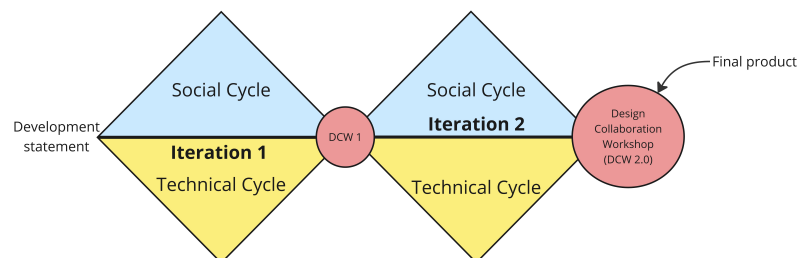 Development
statement
Social Cycle
Iteration 1
Technical Cycle
DCW 1
Social Cycle
Iteration 2
Technical Cycle
Design
Collaboration
Workshop
(DCW 2.0)
Final product